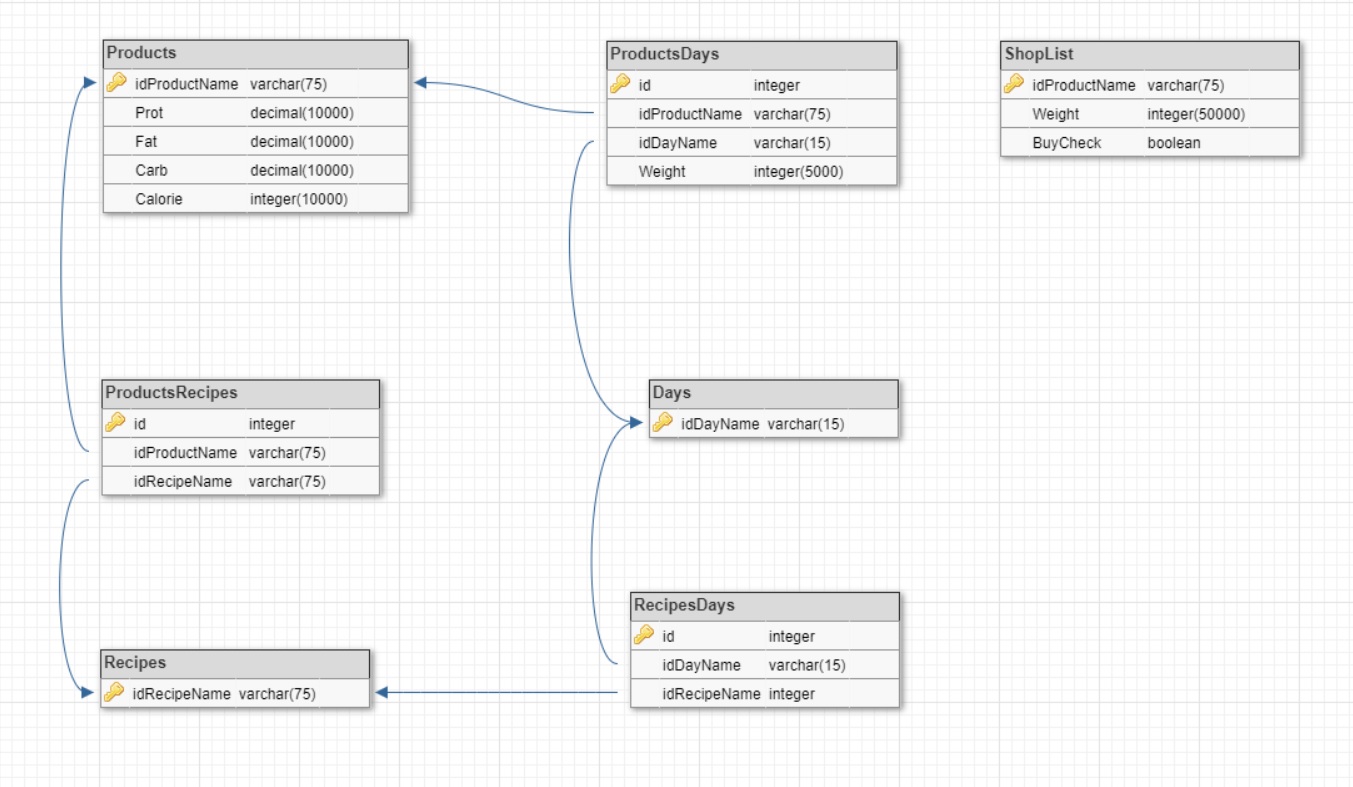 Products
idProductName varchar(75)
Prot decimal(10000)
Fat decimal(10000)
Carb decimal(10000)
Calorie integer(10000)
ProductsDays
id integer
idProductName varchar(75)
idDayName varchar(15)
Weight integer(5000)
ShopList
idProductName varchar(75)
Weight integer(50000)
BuyCheck boolean
ProductsRecipes
id integer
idProductName varchar(75)
idRecipeName varchar(75)
Days
idDayName varchar(15)
Recipes
idRecipeName varchar(75)
RecipesDays
id integer
idDayName varchar(15)
idRecipeName integer